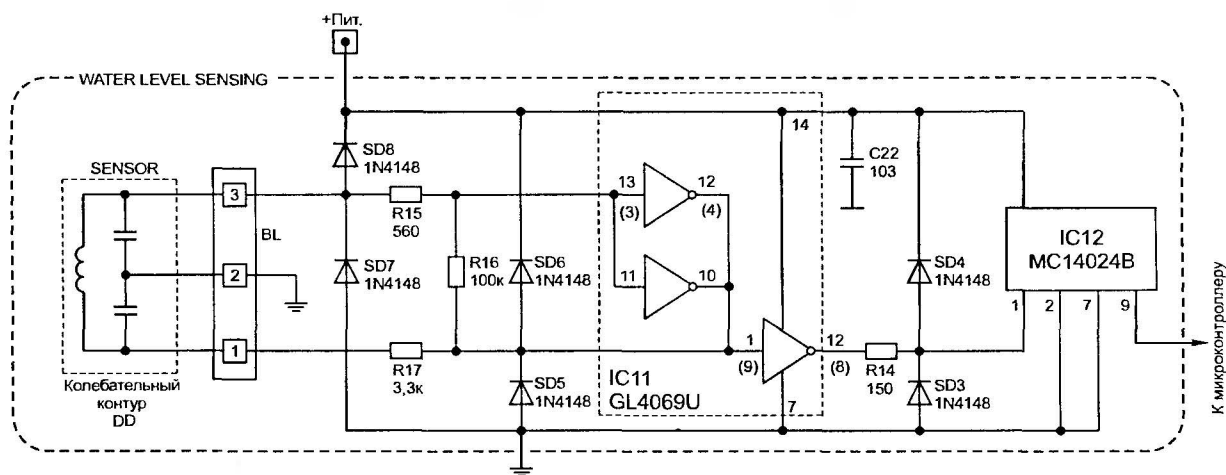 +Пит.
WATER LEVEL SENSING
SENSOR
3
BL
2
1
Колебательный
контур
DD
SD8
1N4148
R15
560
SD7
1N4148
R16
100к
SD6
1N4148
R17
3,3к
SD5
1N4148
13
12
(3)
(4)
11
10
14
1
12
(9)
(8)
7
IC11
GL4069U
C22
103
R14
150
SD4
1N4148
SD3
1N4148
IC12
MC14024B
1
2
7
9
К микроконтроллеру